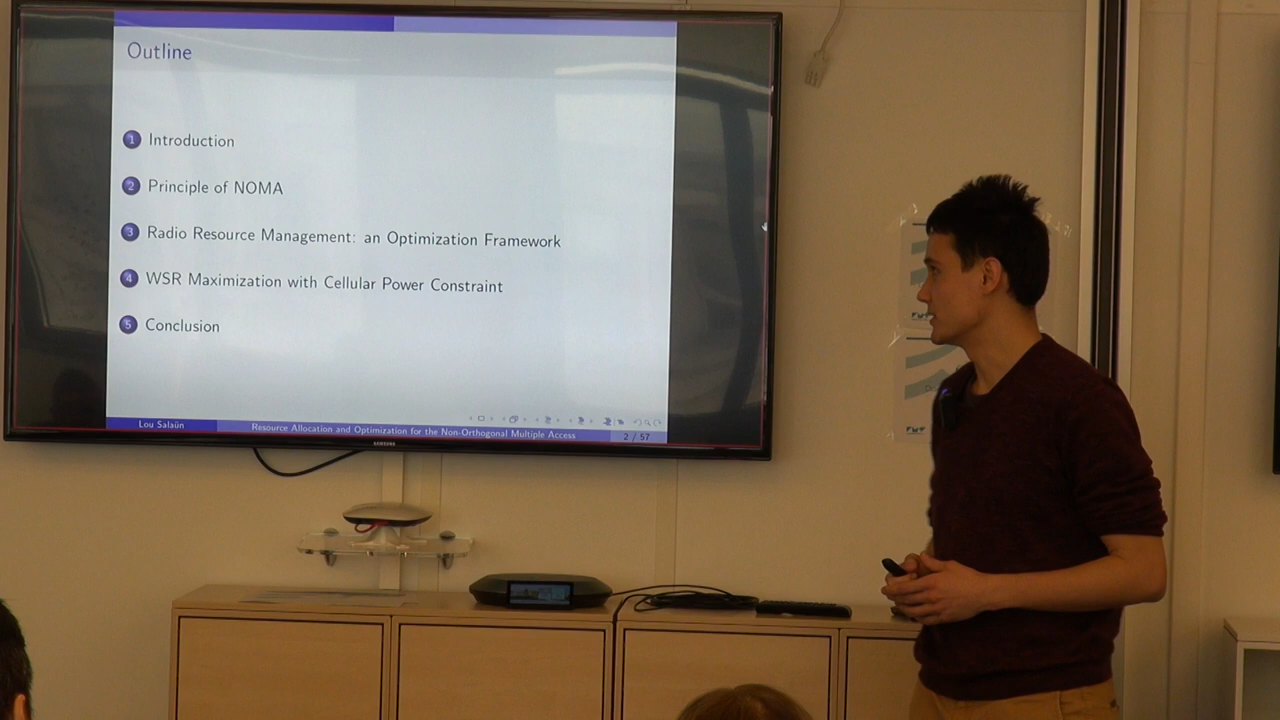 Outline
1 Introduction
2 Principle of NOMA
3 Radio Resource Management: an Optimization Framework
4 WSR Maximization with Cellular Power Constraint
5 Conclusion
Lou Salaün Resource Allocation and Optimization for the Non-Orthogonal Multiple Access 2 / 57
SAMSUNG